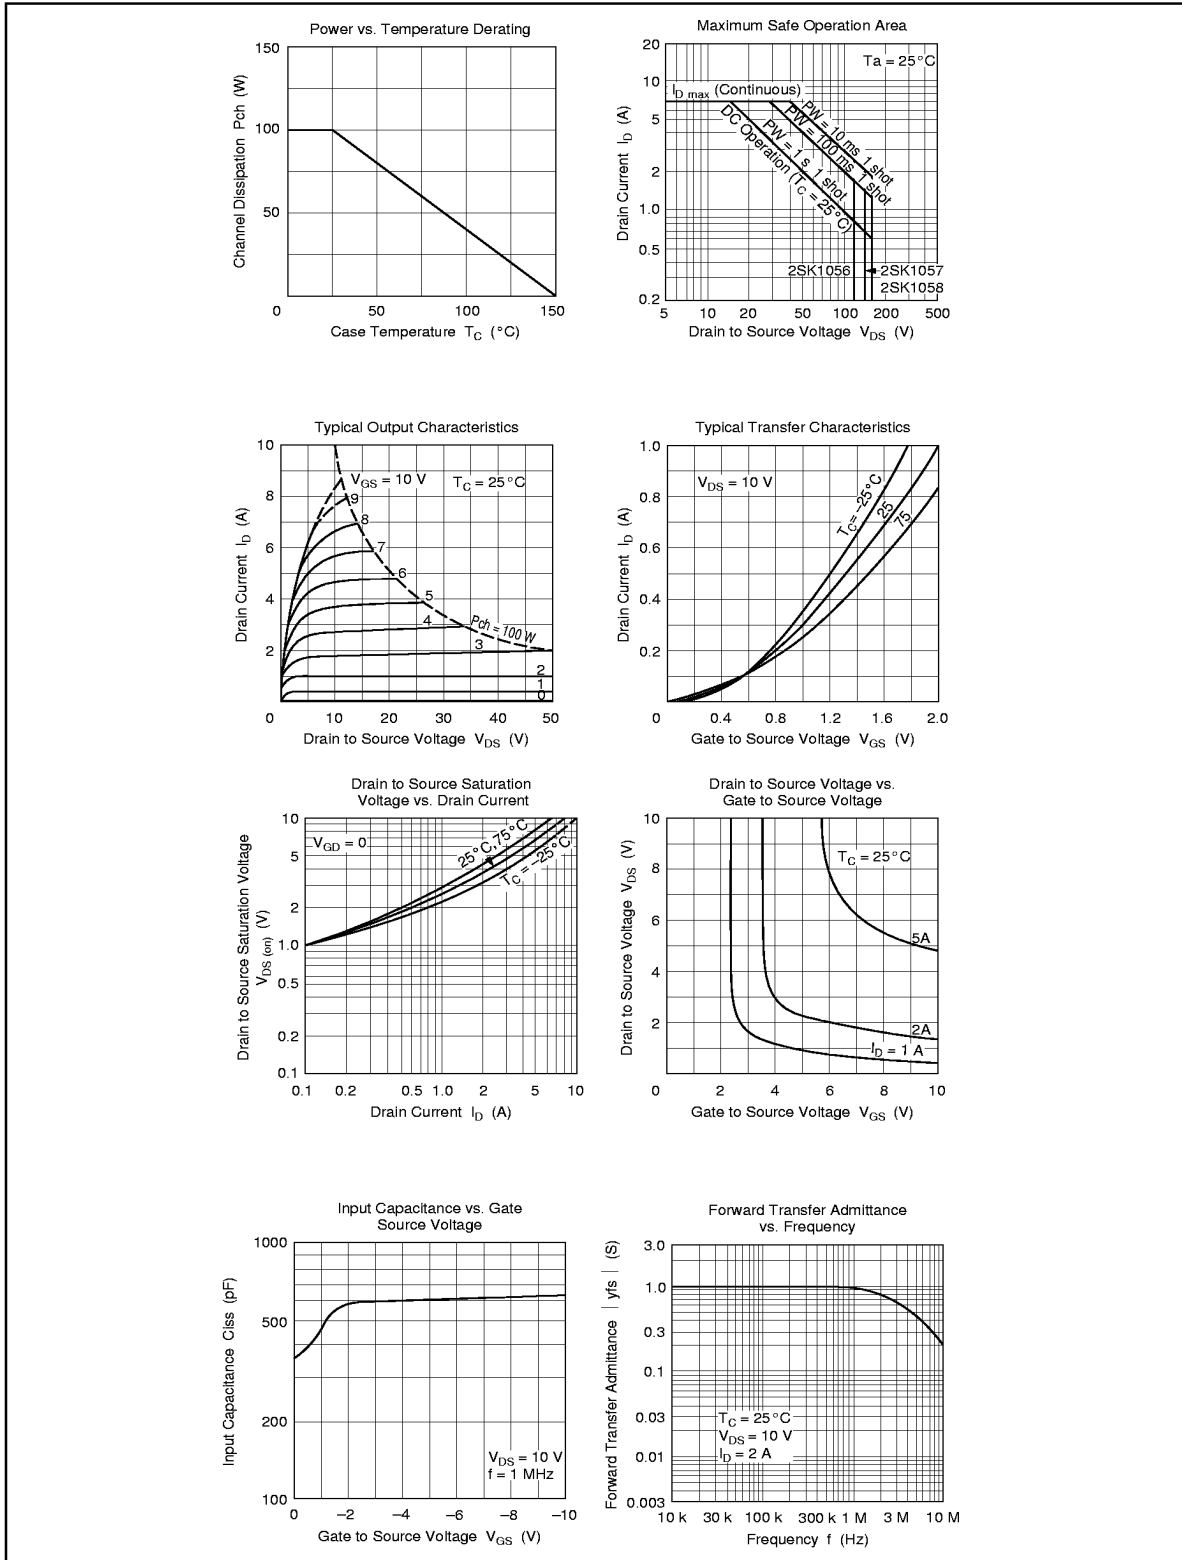 Power vs. Temperature Derating
Channel Dissipation Pch (W)
150
100
50
0
50
100
150
Case Temperature TC (°C)
Maximum Safe Operation Area
Drain Current ID (A)
20
10
5
2
1.0
0.5
0.2
Ta = 25°C
ID max (Continuous)
PW = 10 ms 1 shot
PW = 100 ms 1 shot
PW = 1 s 1 shot
DC Operation (TC = 25°C)
2SK1056
2SK1057
2SK1058
5
10
20
50
100
200
500
Drain to Source Voltage VDS (V)
Typical Output Characteristics
Drain Current ID (A)
10
8
6
4
2
VGS = 10 V
TC = 25°C
9
8
7
6
5
4
Pch = 100 W
3
2
1
0
0
10
20
30
40
50
Drain to Source Voltage VDS (V)
Typical Transfer Characteristics
Drain Current ID (A)
1.0
0.8
0.6
0.4
0.2
VDS = 10 V
TC = –25°C
25
75
0
0.4
0.8
1.2
1.6
2.0
Gate to Source Voltage VGS (V)
Drain to Source Saturation
Voltage vs. Drain Current
Drain to Source Saturation Voltage
VDS (on) (V)
10
5
2
1.0
0.5
0.2
0.1
VGD = 0
25°C,75°C
TC = –25°C
0.1
0.2
0.5
1.0
2
5
10
Drain Current ID (A)
Drain to Source Voltage vs.
Gate to Source Voltage
Drain to Source Voltage VDS (V)
10
8
6
4
2
TC = 25°C
5A
2A
ID = 1 A
0
2
4
6
8
10
Gate to Source Voltage VGS (V)
Input Capacitance vs. Gate
Source Voltage
Input Capacitance Ciss (pF)
1000
500
200
100
VDS = 10 V
f = 1 MHz
0
–2
–4
–6
–8
–10
Gate to Source Voltage VGS (V)
Forward Transfer Admittance
vs. Frequency
Forward Transfer Admittance | yfs | (S)
3.0
1.0
0.3
0.1
0.03
0.01
0.003
TC = 25°C
VDS = 10 V
ID = 2 A
10 k
30 k
100 k
300 k
1 M
3 M
10 M
Frequency f (Hz)